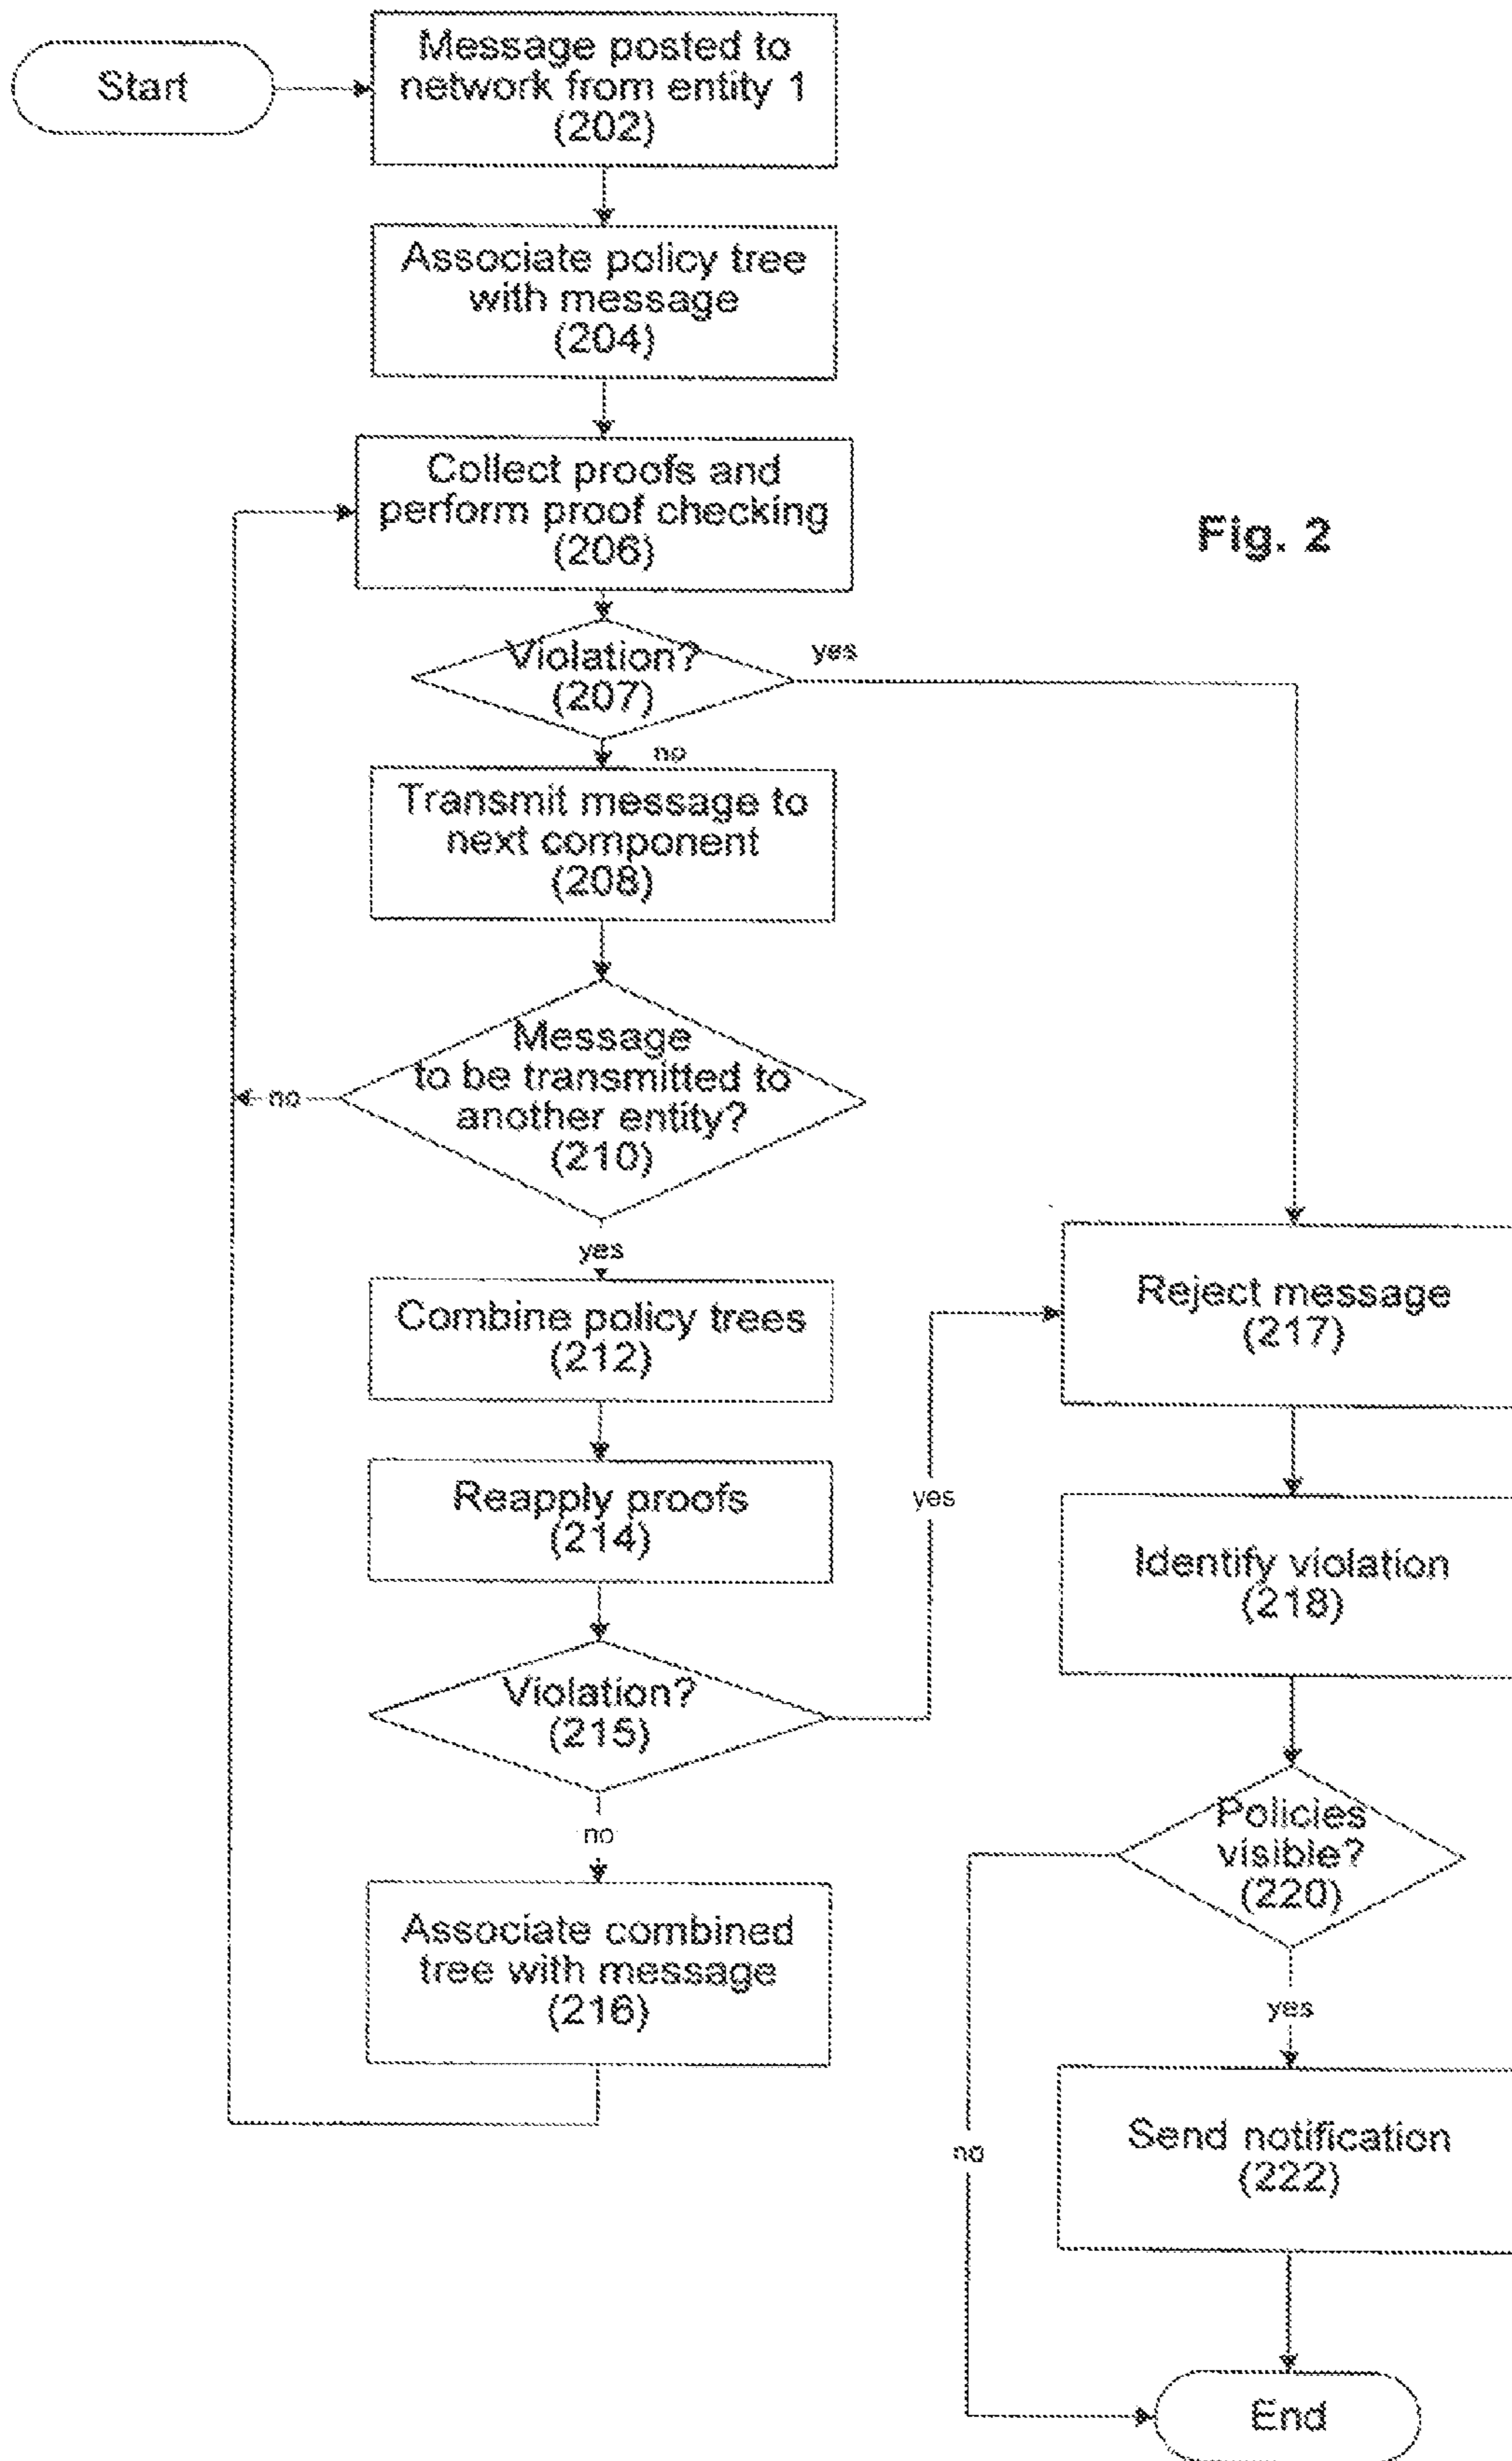 Start
Message posted to
network from entity 1
(202)
Associate policy tree
with message
(204)
Collect proofs and
perform proof checking
(206)
Fig. 2
Violation?
(207)
yes
no
Transmit message to
next component
(208)
Message
to be transmitted to
another entity?
(210)
no
yes
Combine policy trees
(212)
Reapply proofs
(214)
Violation?
(215)
yes
no
Associate combined
tree with message
(216)
Reject message
(217)
Identify violation
(218)
Policies
visible?
(220)
yes
no
Send notification
(222)
End